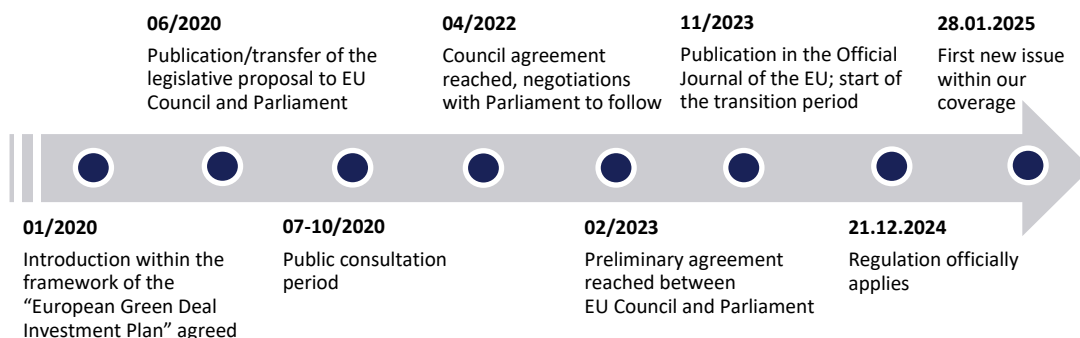 06/2020
Publication/transfer of the
legislative proposal to EU
Council and Parliament
04/2022
Council agreement
reached, negotiations
with Parliament to follow
11/2023
Publication in the Official
Journal of the EU; start of
the transition period
28.01.2025
First new issue
within our
coverage
01/2020
Introduction within the
framework of the
“European Green Deal
Investment Plan” agreed
07-10/2020
Public consultation
period
02/2023
Preliminary agreement
reached between
EU Council and Parliament
21.12.2024
Regulation officially
applies